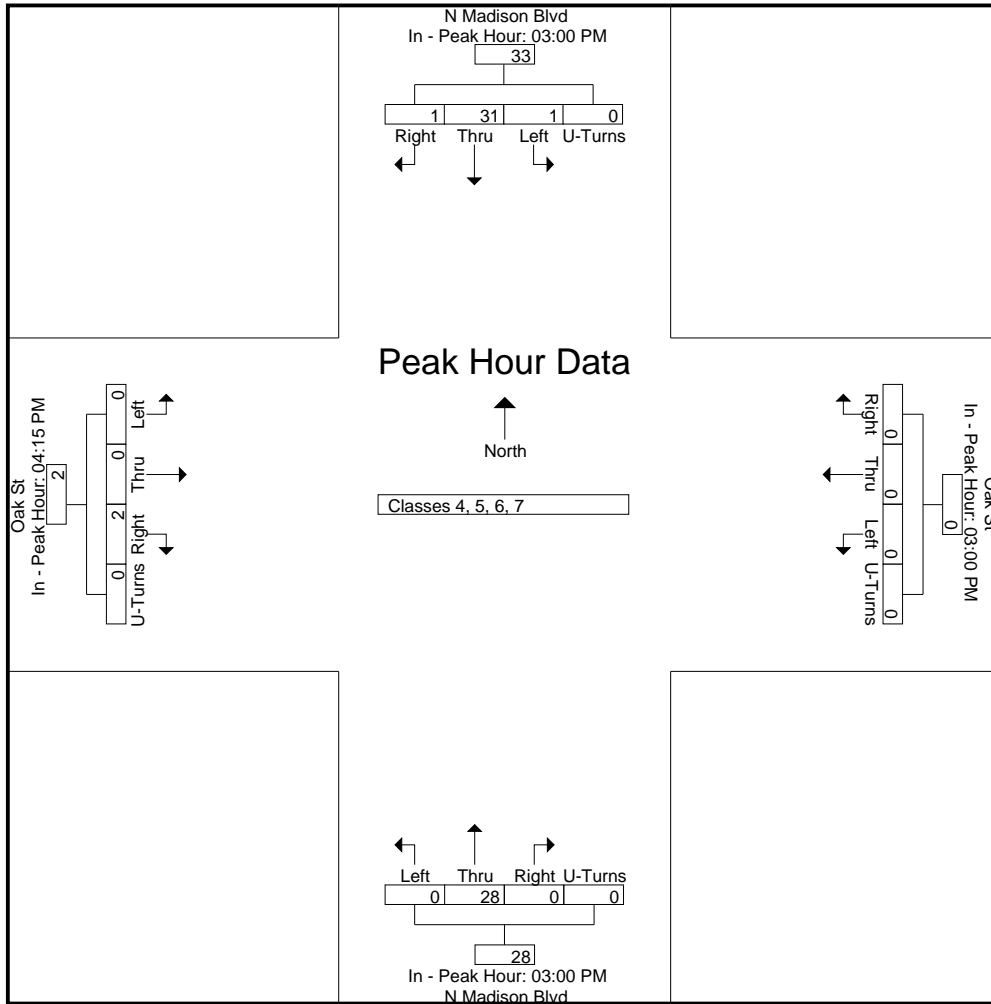 N Madison Blvd
In - Peak Hour: 03:00 PM
33
1 31 1 0
Right Thru Left U-Turns
Peak Hour Data
North
Classes 4, 5, 6, 7
Oak St
In - Peak Hour: 04:15 PM
2
0 0 2 0
Left Thru Right U-Turns
Oak St
In - Peak Hour: 03:00 PM
0
0 0 0 0
Right Thru Left U-Turns
Left Thru Right U-Turns
0 28 0 0
28
In - Peak Hour: 03:00 PM
N Madison Blvd